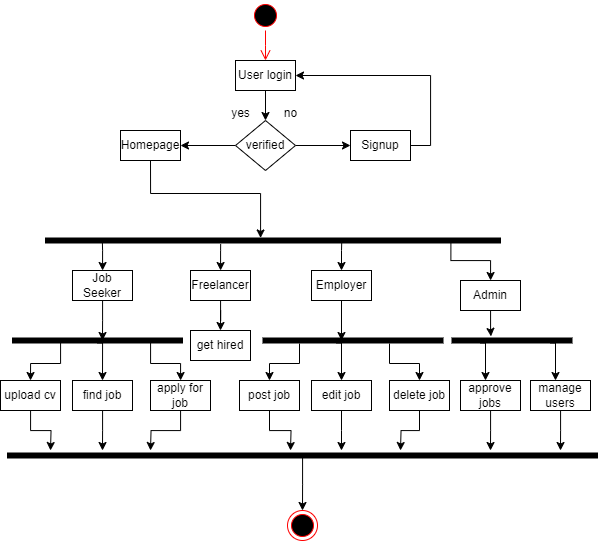 User login
yes
no
verified
Homepage
Signup
Job
Seeker
Freelancer
Employer
Admin
get hired
upload cv
find job
apply for
job
post job
edit job
delete job
approve
jobs
manage
users